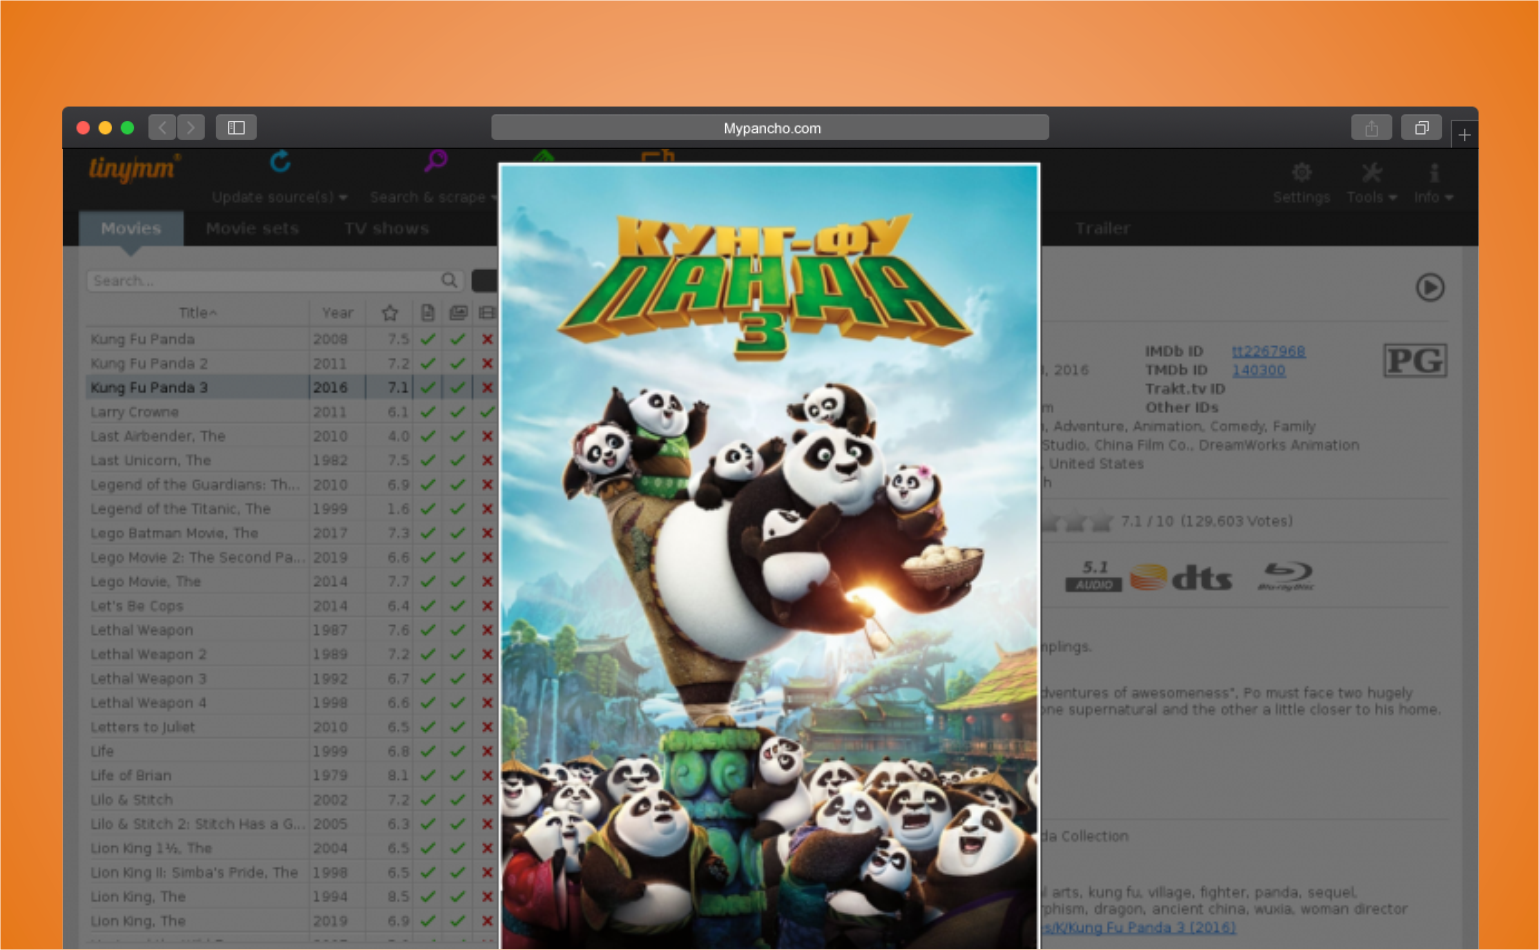 Mypancho.com
tinymm®
Update source(s)
Search & scrape
Settings
Tools
Info
Movies
Movie sets
TV shows
Trailer
Search...
Title
Year
Kung Fu Panda 2008 7.5
Kung Fu Panda 2 2011 7.2
Kung Fu Panda 3 2016 7.1
Larry Crowne 2011 6.1
Last Airbender, The 2010 4.0
Last Unicorn, The 1982 7.5
Legend of the Guardians: Th... 2010 6.9
Legend of the Titanic, The 1999 1.6
Lego Batman Movie, The 2017 7.3
Lego Movie 2: The Second Pa... 2019 6.6
Lego Movie, The 2014 7.7
Let's Be Cops 2014 6.4
Lethal Weapon 1987 7.6
Lethal Weapon 2 1989 7.2
Lethal Weapon 3 1992 6.7
Lethal Weapon 4 1998 6.6
Letters to Juliet 2010 6.5
Life 1999 6.8
Life of Brian 1979 8.1
Lilo & Stitch 2002 7.2
Lilo & Stitch 2: Stitch Has a G... 2005 6.3
Lion King 1½, The 2004 6.5
Lion King II: Simba's Pride, The 1998 6.5
Lion King, The 1994 8.5
Lion King, The 2019 6.9
КУНГ-ФУ
ПАНДА
3
IMDb ID tt2267968
, 2016 TMDb ID 140300
Trakt.tv ID
m Other IDs
PG
, Adventure, Animation, Comedy, Family
Studio, China Film Co., DreamWorks Animation
, United States
h
7.1 / 10 (129,603 Votes)
5.1
AUDIO
dts
Blu-ray Disc
mplings.
dventures of awesomeness", Po must face two hugely
one supernatural and the other a little closer to his home.
da Collection
l arts, kung fu, village, fighter, panda, sequel,
rphism, dragon, ancient china, wuxia, woman director
s/K/Kung Fu Panda 3 [2016]